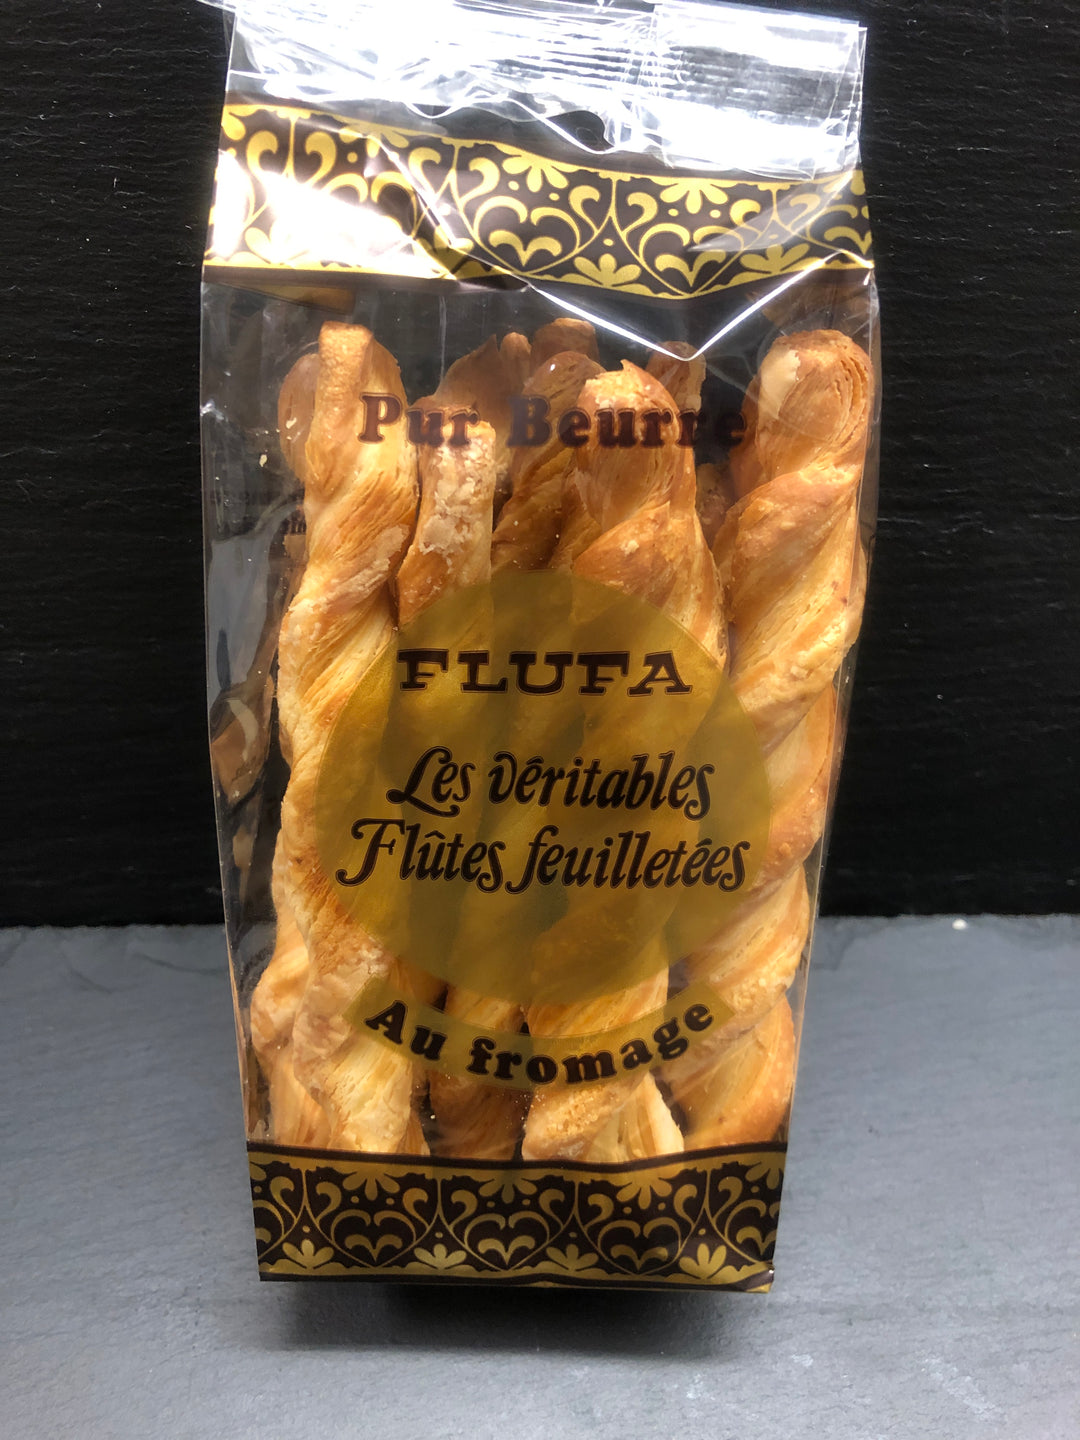 Pur Beurre
FLUFA
Les véritables
Flûtes feuilletées
Au fromage